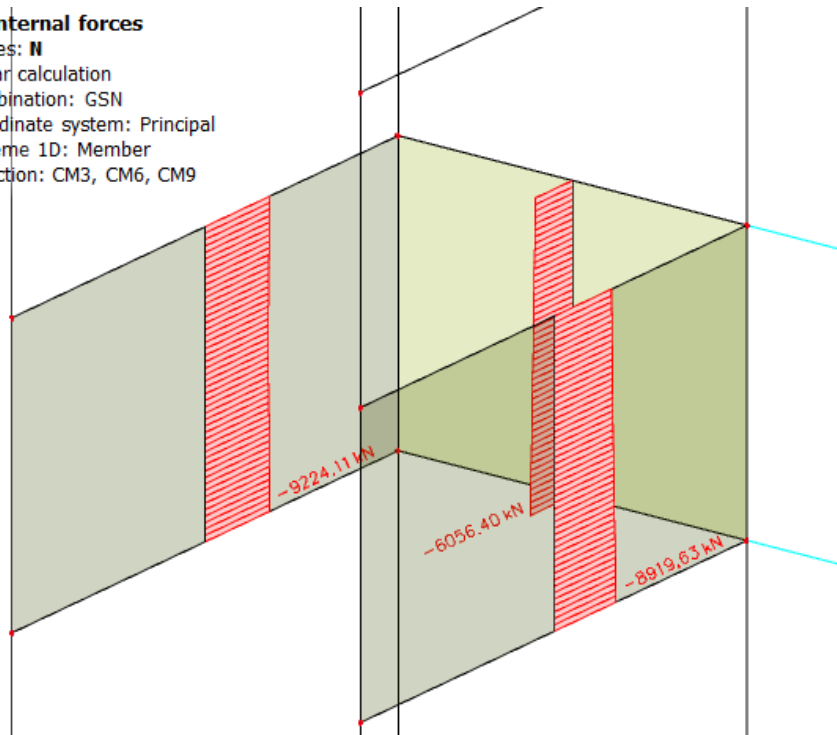 nternal forces
es: N
ar calculation
bination: GSN
dinate system: Principal
eme 1D: Member
ction: CM3, CM6, CM9
-9224.11 kN
-6056.40 kN
-8919.63 kN